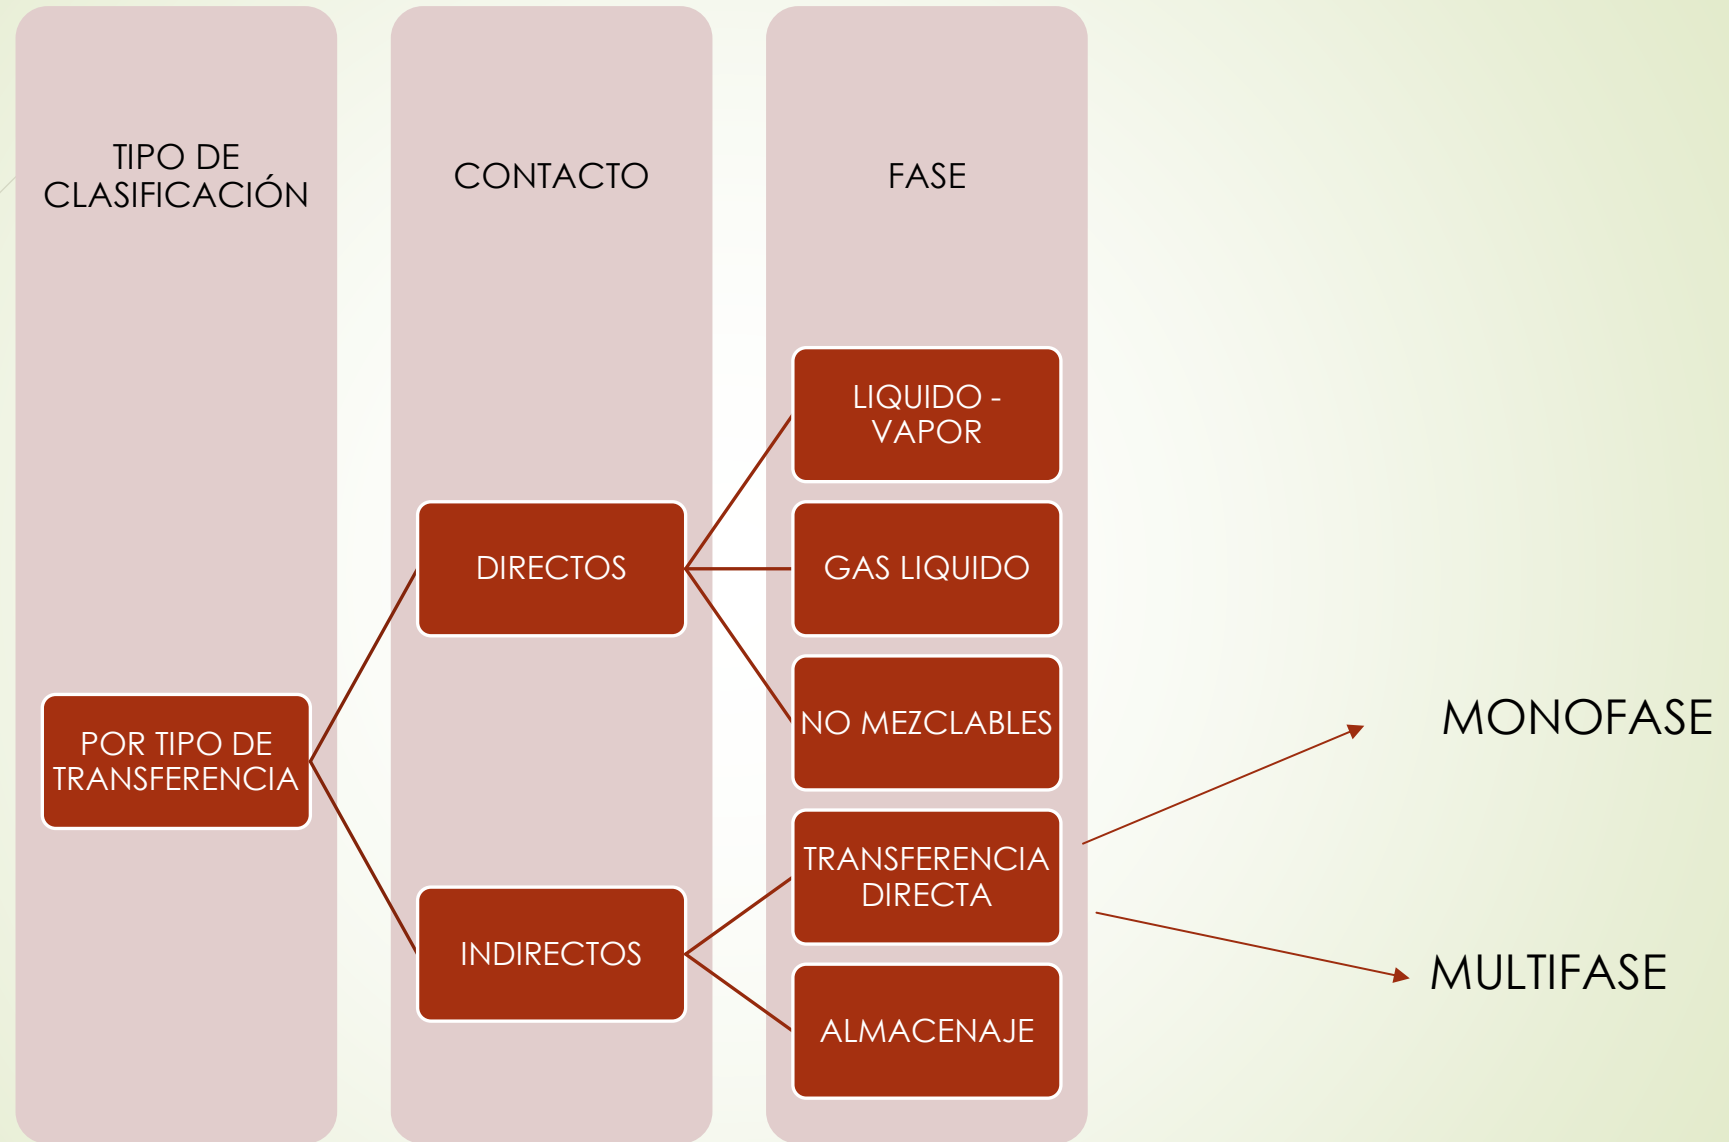 TIPO DE
CLASIFICACIÓN
CONTACTO
FASE
POR TIPO DE
TRANSFERENCIA
DIRECTOS
LIQUIDO -
VAPOR
GAS LIQUIDO
NO MEZCLABLES
INDIRECTOS
TRANSFERENCIA
DIRECTA
ALMACENAJE
MONOFASE
MULTIFASE